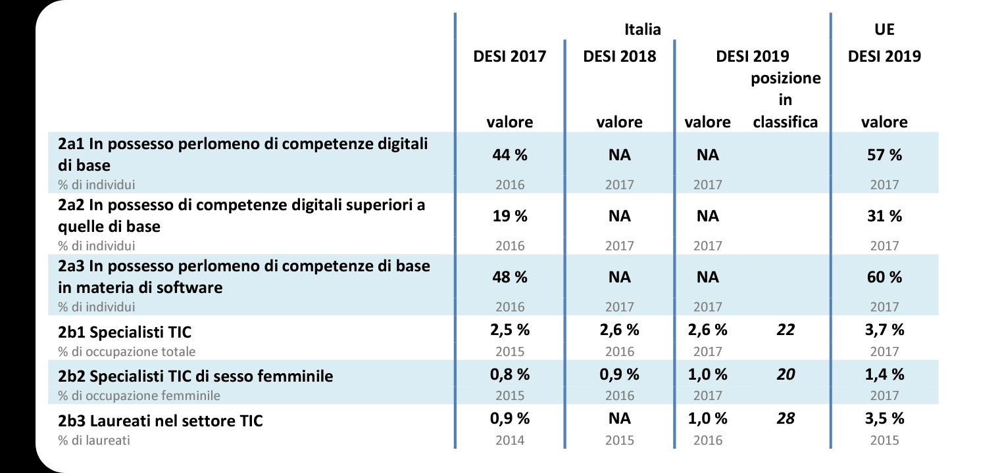 Italia UE
DESI 2017 DESI 2018 DESI 2019 DESI 2019
posizione
in
valore valore valore classifica valore
2a1 In possesso perlomeno di competenze digitali
di base
44 % NA NA 57 %
% di individui 2016 2017 2017 2017
2a2 In possesso di competenze digitali superiori a
quelle di base
19 % NA NA 31 %
% di individui 2016 2017 2017 2017
2a3 In possesso perlomeno di competenze di base
in materia di software
48 % NA NA 60 %
% di individui 2016 2017 2017 2017
2b1 Specialisti TIC 2,5 % 2,6 % 2,6 % 22 3,7 %
% di occupazione totale 2015 2016 2017 2017
2b2 Specialisti TIC di sesso femminile 0,8 % 0,9 % 1,0 % 20 1,4 %
% di occupazione femminile 2015 2016 2017 2017
2b3 Laureati nel settore TIC 0,9 % NA 1,0 % 28 3,5 %
% di laureati 2014 2015 2016 2015